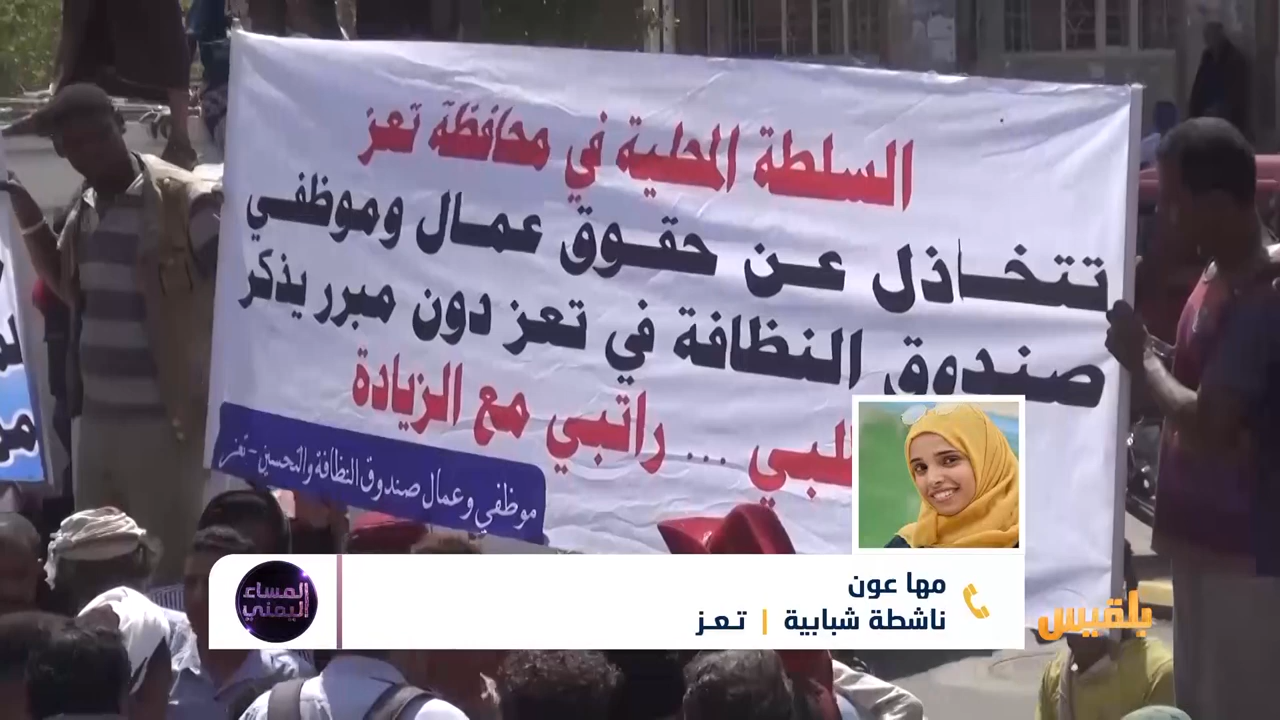 السلطة المحلية في محافظة تعز
تتخاذل عن حقوق عمال وموظفي
صندوق النظافة في تعز دون مبرر يذكر
... راتبي مع الزيادة
موظفي وعمال صندوق النظافة والتحسين - تعز
مها عون
ناشطة شبابية | تعز
المساء
اليمني
بلقيس